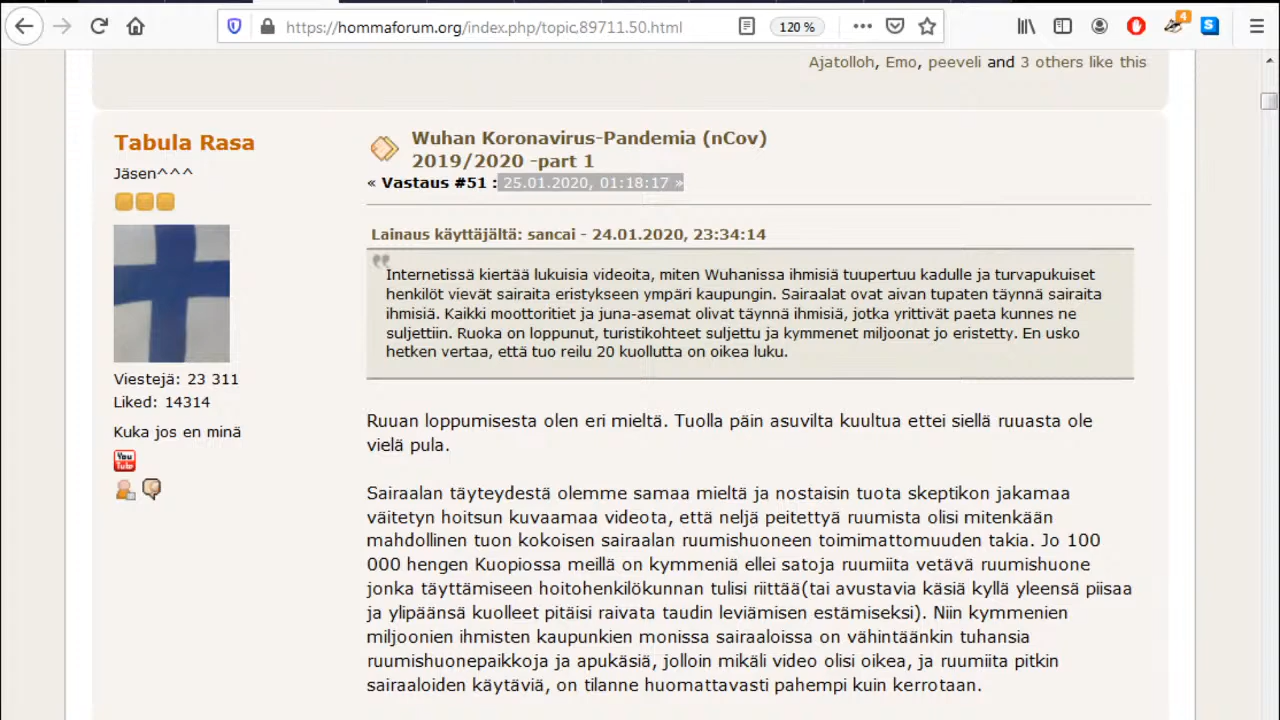 https://hommaforum.org/index.php/topic.89711.50.html
120 %
4
S
Ajatolloh, Emo, peeveli and 3 others like this
Tabula Rasa
Jäsen^^^
Viestejä: 23 311
Liked: 14314
Kuka jos en minä
You
Tube
Wuhan Koronavirus-Pandemia (nCov)
2019/2020 -part 1
« Vastaus #51 : 25.01.2020, 01:18:17 »
Lainaus käyttäjältä: sancai - 24.01.2020, 23:34:14
Internetissä kiertää lukuisia videoita, miten Wuhanissa ihmisiä tuupertuu kadulle ja turvapukuiset
henkilöt vievät sairaita eristykseen ympäri kaupungin. Sairaalat ovat aivan tupaten täynnä sairaita
ihmisiä. Kaikki moottoritiet ja juna-asemat olivat täynnä ihmisiä, jotka yrittivät paeta kunnes ne
suljettiin. Ruoka on loppunut, turistikohteet suljettu ja kymmenet miljoonat jo eristetty. En usko
hetken vertaa, että tuo reilu 20 kuollutta on oikea luku.
Ruuan loppumisesta olen eri mieltä. Tuolla päin asuvilta kuultua ettei siellä ruuasta ole
vielä pula.
Sairaalan täyteydestä olemme samaa mieltä ja nostaisin tuota skeptikon jakamaa
väitetyn hoitsun kuvaamaa videota, että neljä peitettyä ruumista olisi mitenkään
mahdollinen tuon kokoisen sairaalan ruumishuoneen toimimattomuuden takia. Jo 100
000 hengen Kuopiossa meillä on kymmeniä ellei satoja ruumiita vetävä ruumishuone
jonka täyttämiseen hoitohenkilökunnan tulisi riittää(tai avustavia käsiä kyllä yleensä piisaa
ja ylipäänsä kuolleet pitäisi raivata taudin leviämisen estämiseksi). Niin kymmenien
miljoonien ihmisten kaupunkien monissa sairaaloissa on vähintäänkin tuhansia
ruumishuonepaikkoja ja apukäsiä, jolloin mikäli video olisi oikea, ja ruumiita pitkin
sairaaloiden käytäviä, on tilanne huomattavasti pahempi kuin kerrotaan.